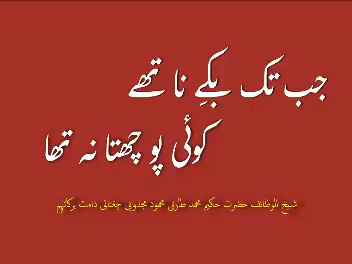 جب تک بکے نا تھے
کوئی پوچھتا نہ تھا
شیخ الوظائف حضرت حکیم محمد طارق محمود مجذوبی چغتائی دامت برکاتہم